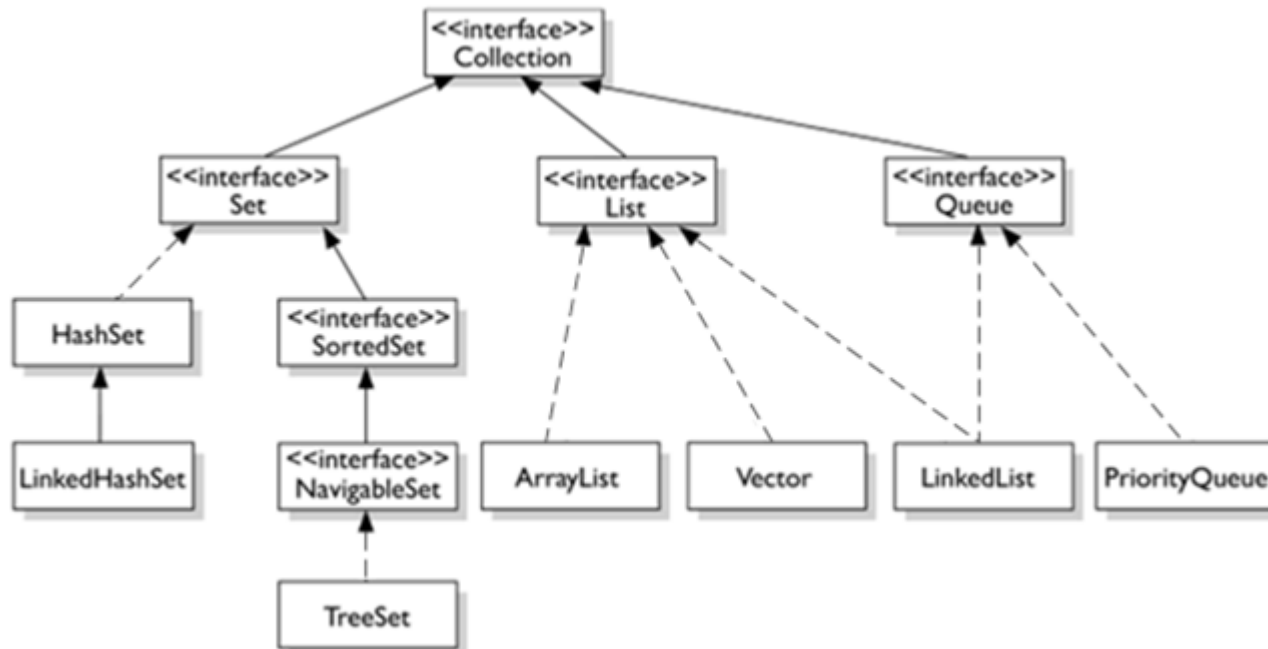 <<interface>>
Collection
<<interface>>
Set
<<interface>>
List
<<interface>>
Queue
HashSet
<<interface>>
SortedSet
LinkedHashSet
<<interface>>
NavigableSet
ArrayList
Vector
LinkedList
PriorityQueue
TreeSet